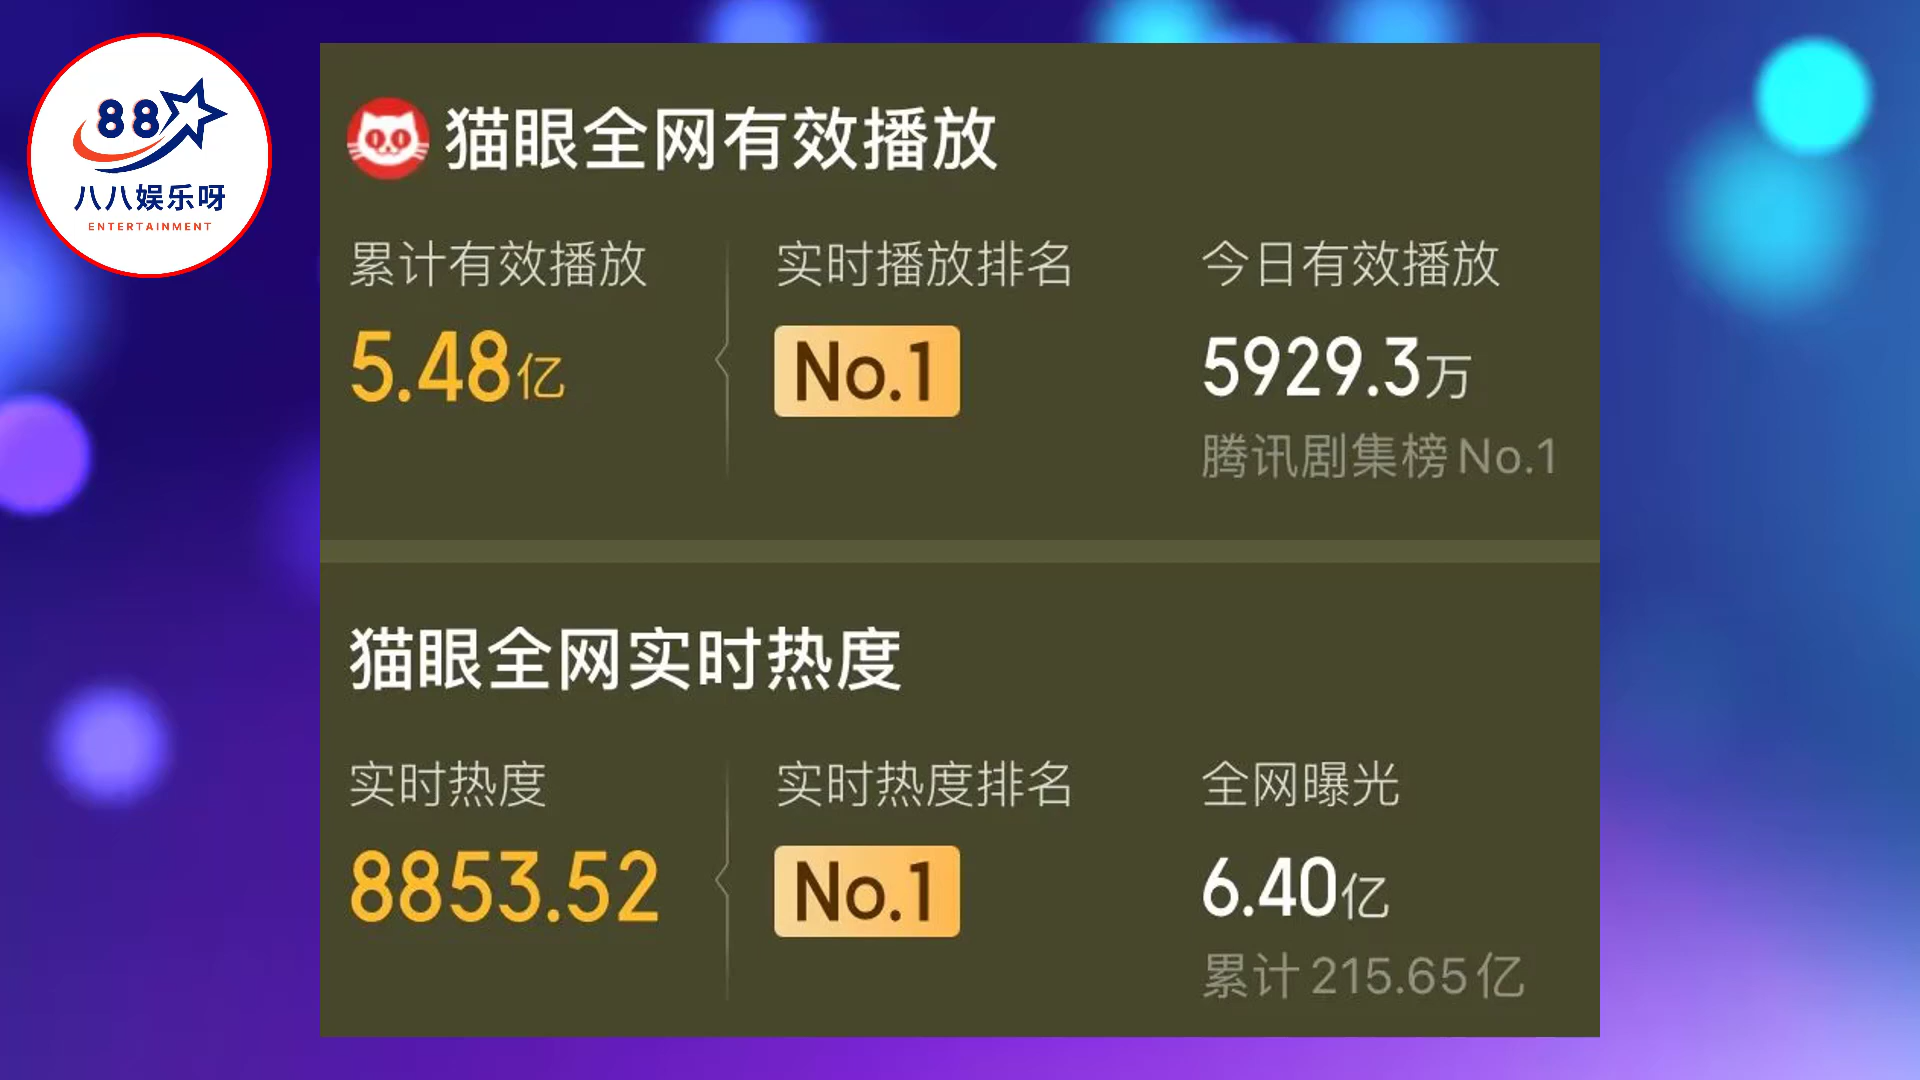 88
八八娱乐呀
ENTERTAINMENT
猫眼全网有效播放
累计有效播放
5.48亿
实时播放排名
No.1
今日有效播放
5929.3万
腾讯剧集榜No.1
猫眼全网实时热度
实时热度
8853.52
实时热度排名
No.1
全网曝光
6.40亿
累计215.65亿